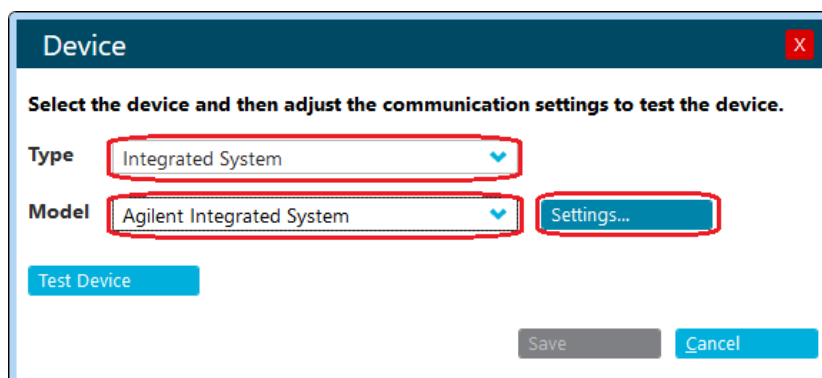 Device
X
Select the device and then adjust the communication settings to test the device.
Type Integrated System
Model Agilent Integrated System Settings...
Test Device
Save Cancel